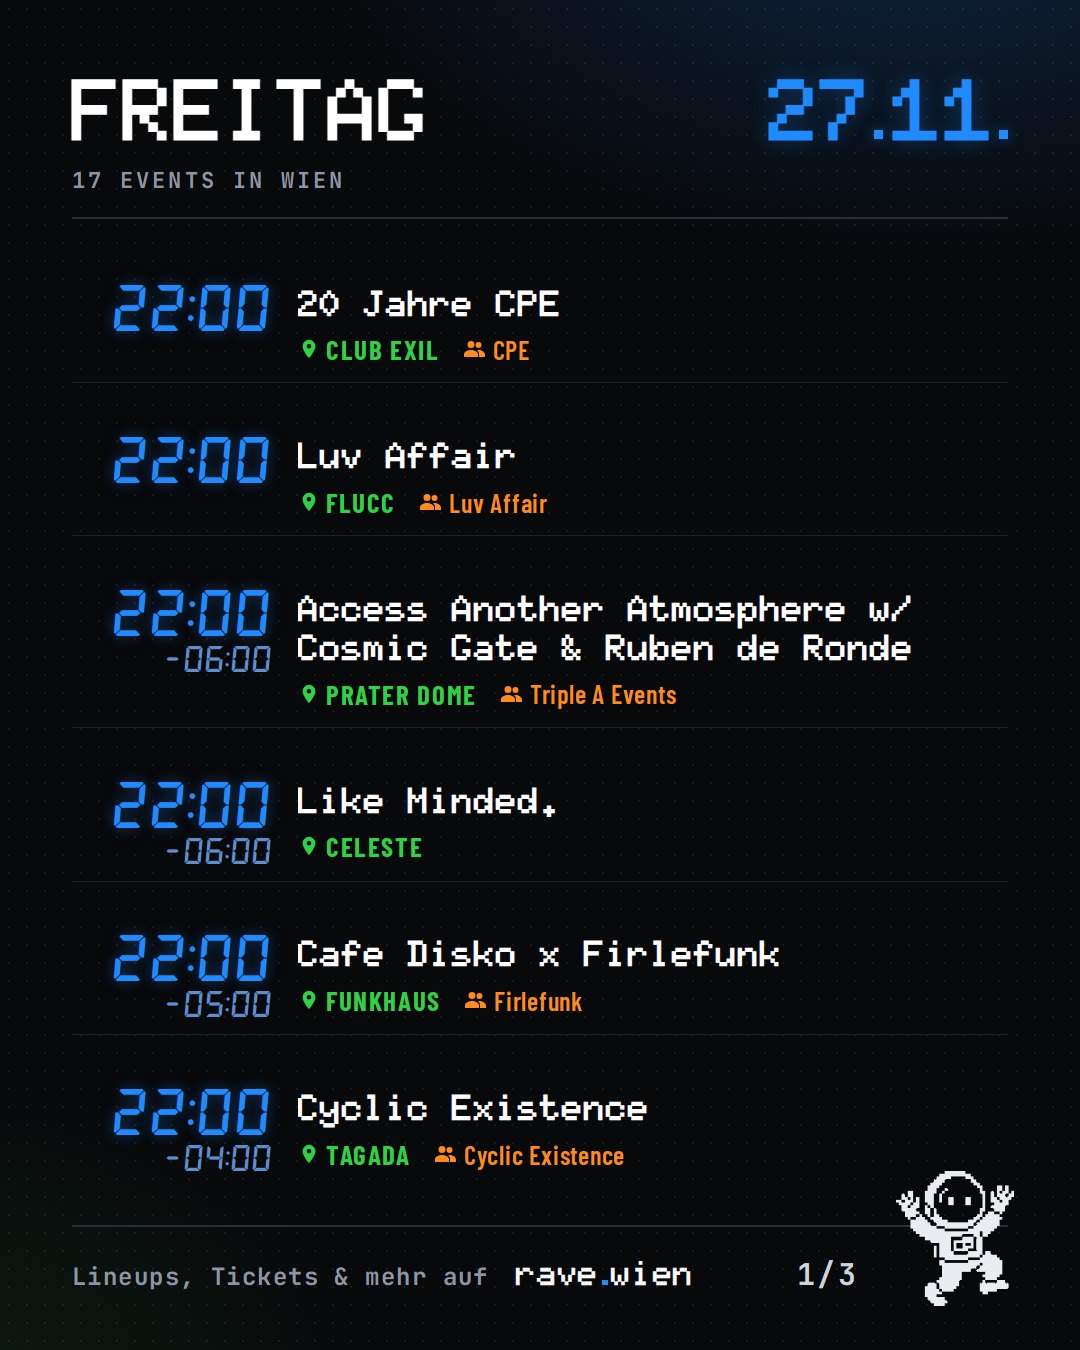 FREITAG 27.11.
17 EVENTS IN WIEN
22:00 20 Jahre CPE
CLUB EXIL CPE
22:00 Luv Affair
FLUCC Luv Affair
22:00 Access Another Atmosphere w/
-06:00 Cosmic Gate & Ruben de Ronde
PRATER DOME Triple A Events
22:00 Like Minded.
-06:00 CELESTE
22:00 Cafe Disko x Firlefunk
-05:00 FUNKHAUS Firlefunk
22:00 Cyclic Existence
-04:00 TAGADA Cyclic Existence
Lineups, Tickets & mehr auf rave.wien 1/3